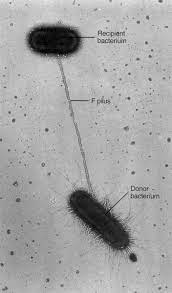 Recipient
bacterium
F pilus
Donor
bacterium